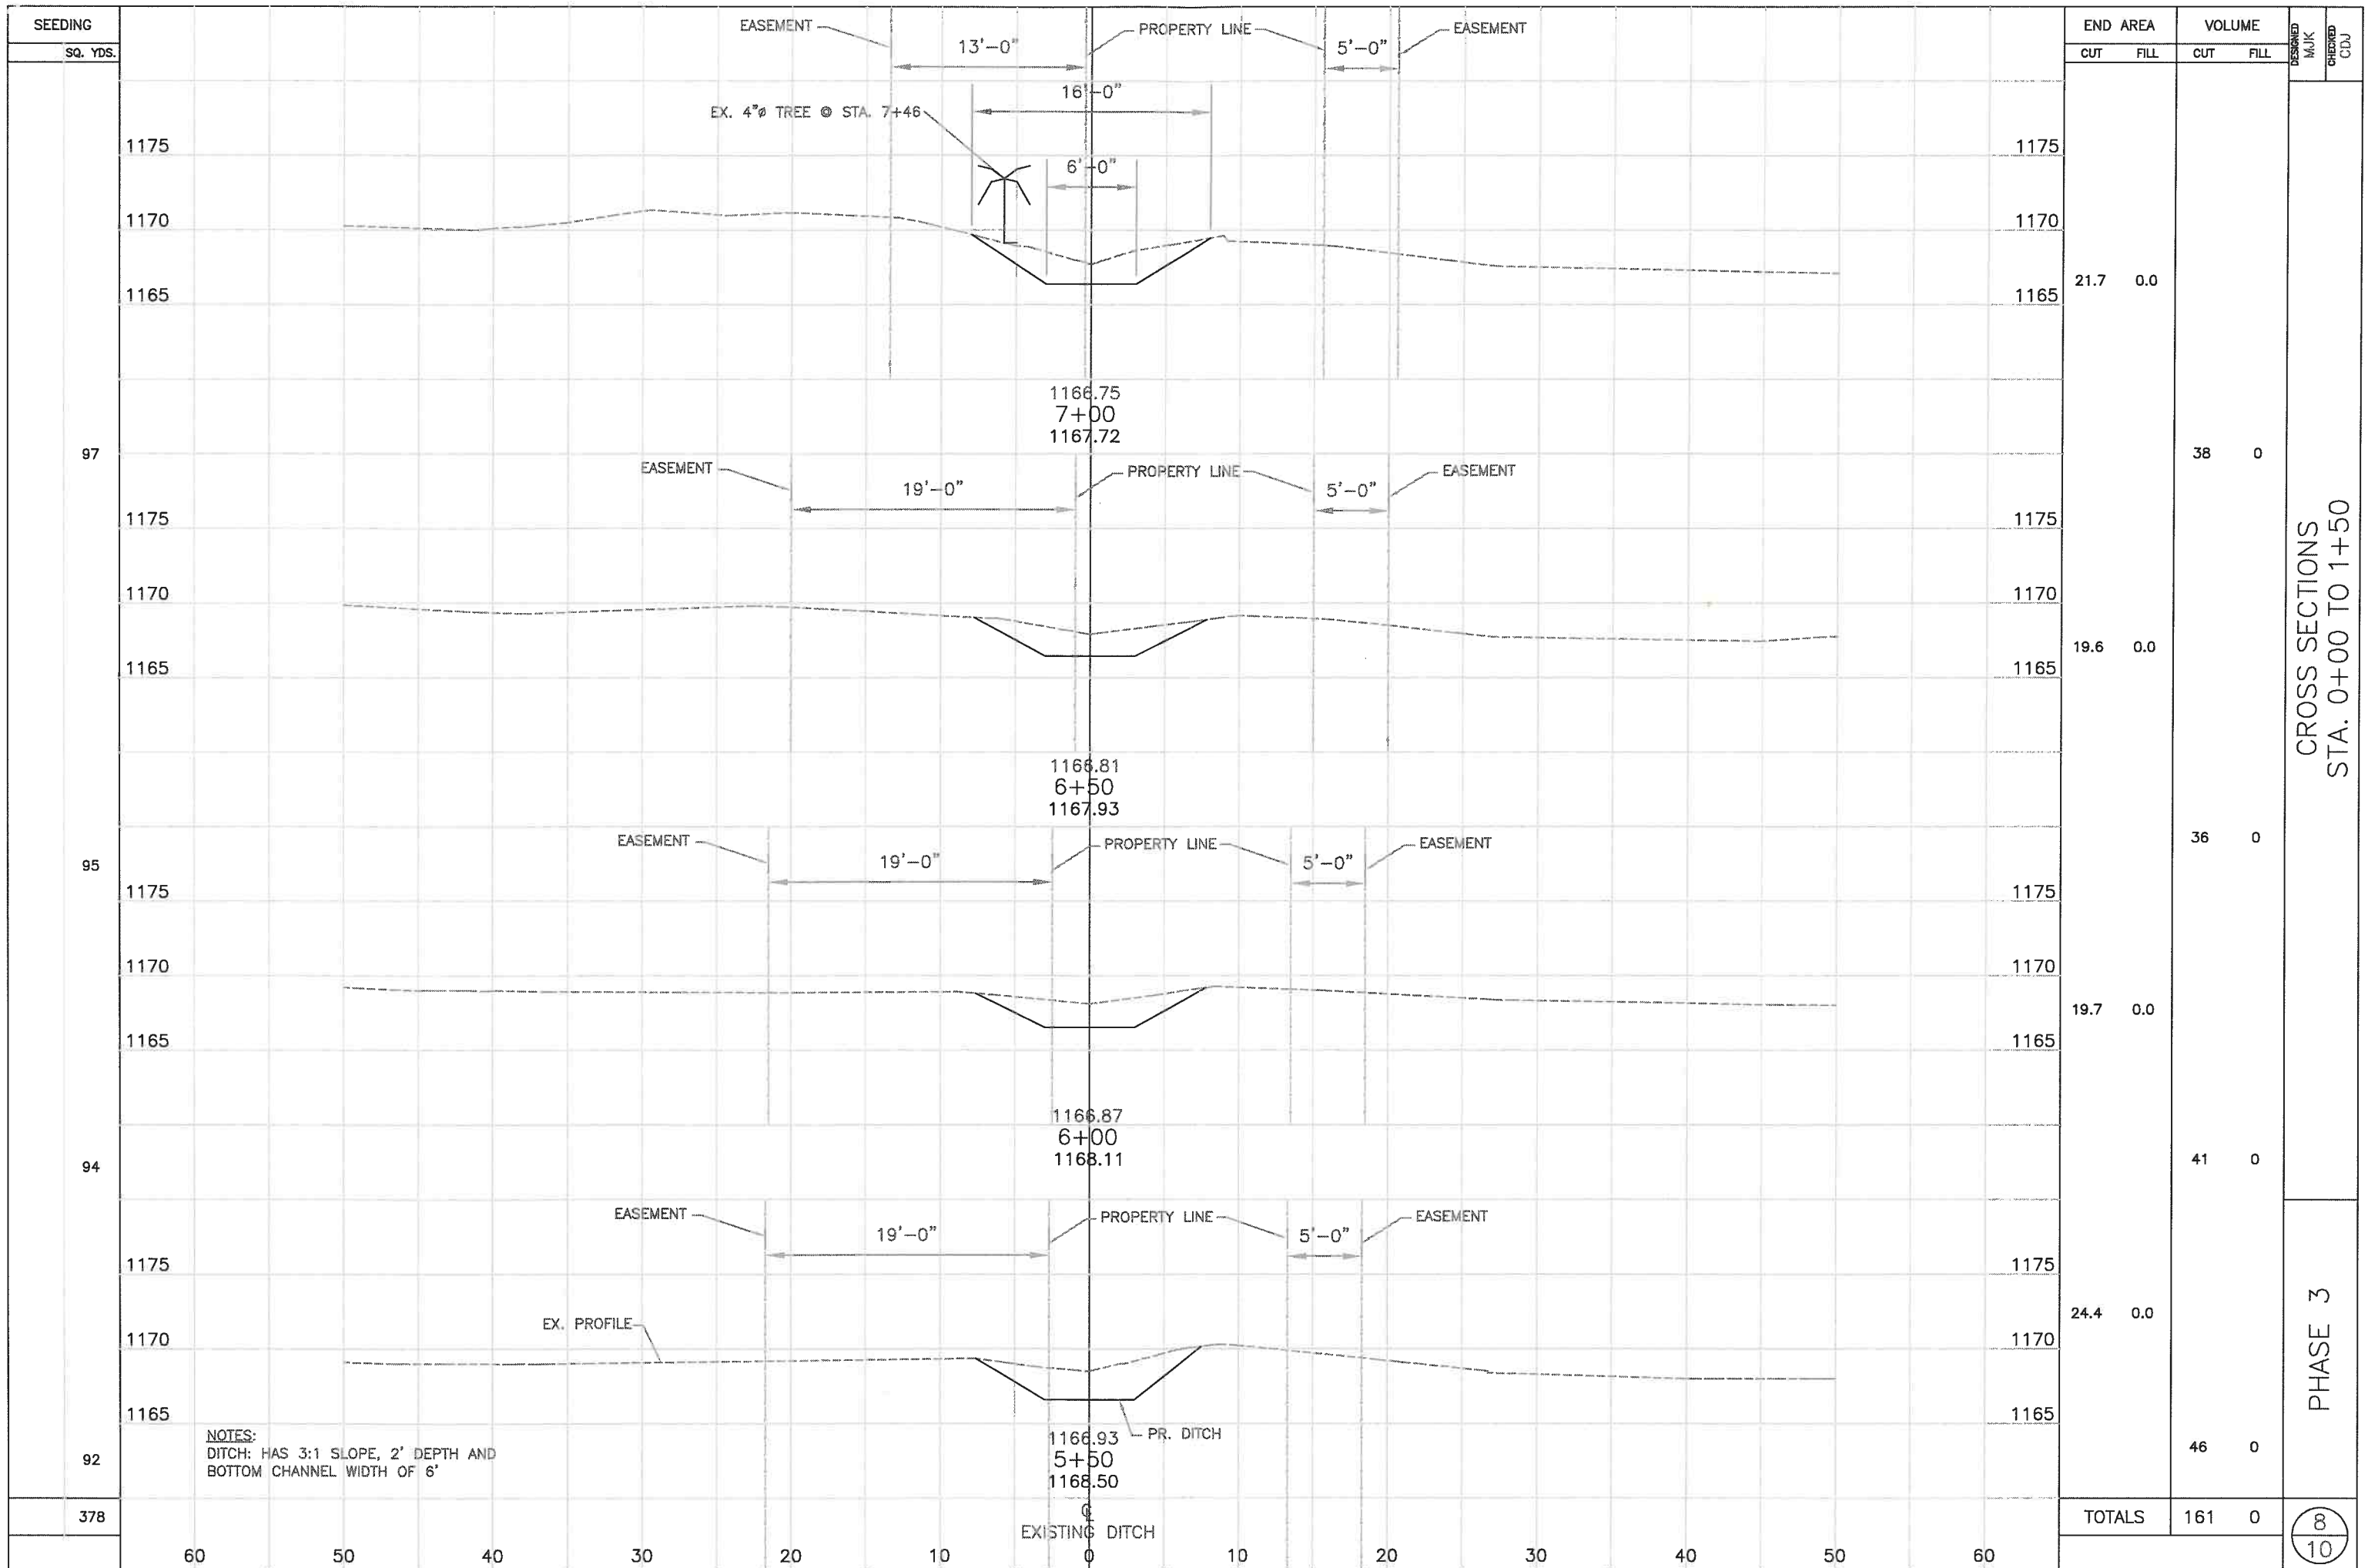 SEEDING
SQ. YDS.
END AREA
VOLUME
CUT FILL CUT FILL
DESIGNED
MJK
CHECKED
CDJ
EASEMENT
PROPERTY LINE
EASEMENT
13'-0"
5'-0"
16'-0"
EX. 4"ø TREE @ STA. 7+46
6'-0"
1175 1175
1170 1170
1165 1165
21.7 0.0
1166.75
7+00
1167.72
97
38 0
EASEMENT
PROPERTY LINE
EASEMENT
19'-0"
5'-0"
1175 1175
1170 1170
1165 1165
19.6 0.0
1166.81
6+50
1167.93
95
36 0
EASEMENT
PROPERTY LINE
EASEMENT
19'-0"
5'-0"
1175 1175
1170 1170
1165 1165
19.7 0.0
1166.87
6+00
1168.11
94
41 0
EASEMENT
PROPERTY LINE
EASEMENT
19'-0"
5'-0"
1175 1175
EX. PROFILE
1170 1170
1165 1165
24.4 0.0
PR. DITCH
1166.93
5+50
1168.50
NOTES:
DITCH: HAS 3:1 SLOPE, 2' DEPTH AND
BOTTOM CHANNEL WIDTH OF 6'
92
46 0
378
TOTALS 161 0
℄
EXISTING DITCH
60 50 40 30 20 10 0 10 20 30 40 50 60
CROSS SECTIONS
STA. 0+00 TO 1+50
PHASE 3
8
10